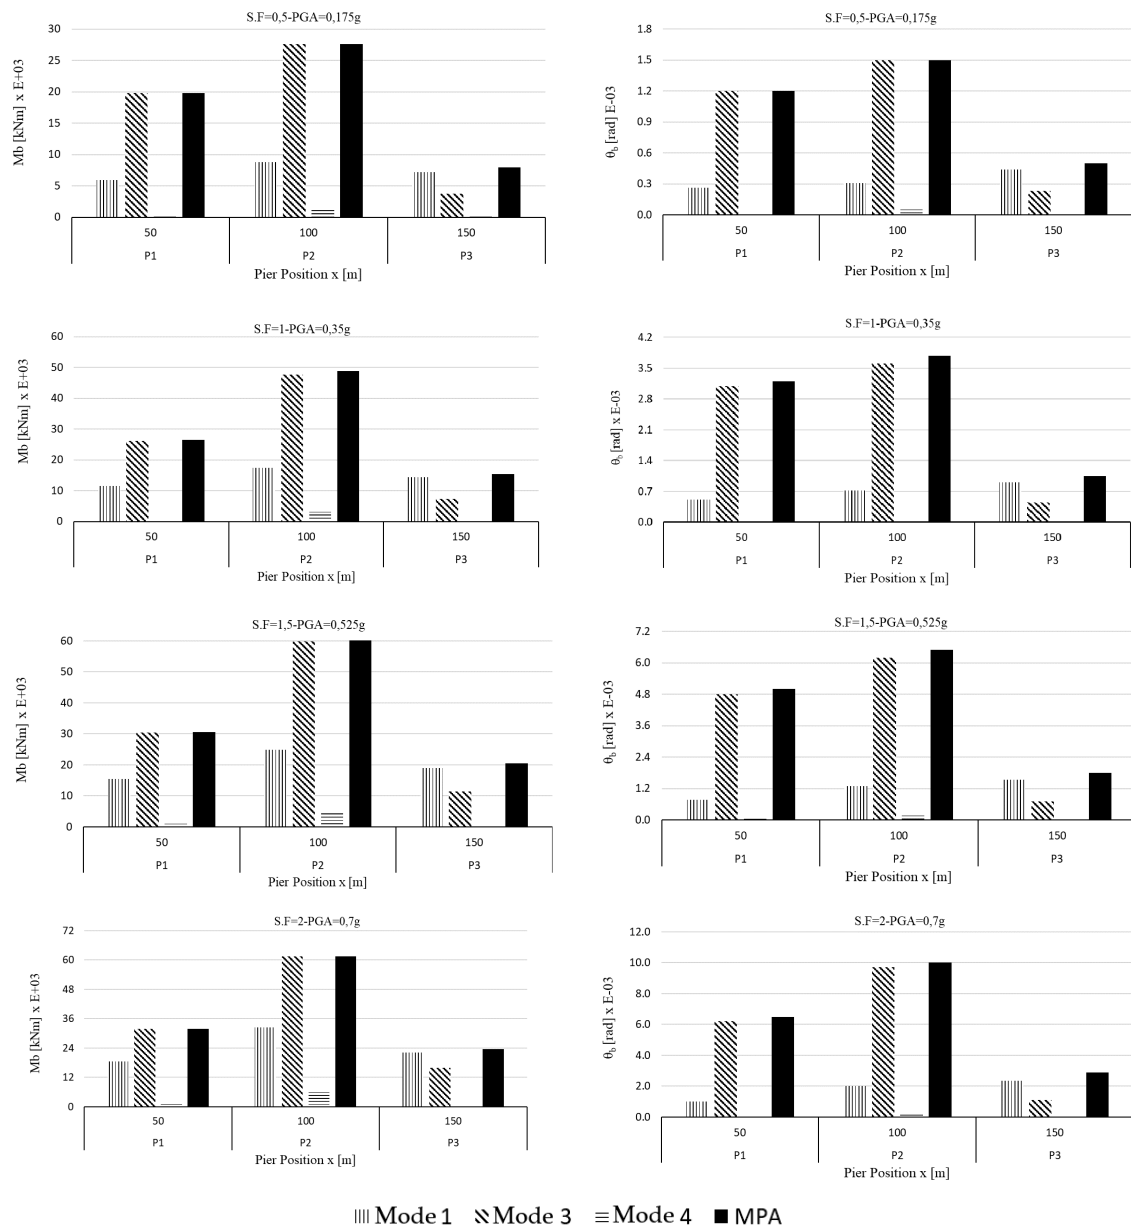 S.F=0,5-PGA=0,175g
Mb [kNm] x E+03
30
25
20
15
10
5
0
50 100 150
P1 P2 P3
Pier Position x [m]
S.F=0,5-PGA=0,175g
θb [rad] E-03
1.8
1.5
1.2
0.9
0.6
0.3
0.0
50 100 150
P1 P2 P3
Pier Position x [m]
S.F=1-PGA=0,35g
Mb [kNm] x E+03
60
50
40
30
20
10
0
50 100 150
P1 P2 P3
Pier Position x [m]
S.F=1-PGA=0,35g
θb [rad] x E-03
4.2
3.5
2.8
2.1
1.4
0.7
0.0
50 100 150
P1 P2 P3
Pier Position x [m]
S.F=1,5-PGA=0,525g
Mb [kNm] x E+03
60
50
40
30
20
10
0
50 100 150
P1 P2 P3
Pier Position x [m]
S.F=1,5-PGA=0,525g
θb [rad] x E-03
7.2
6.0
4.8
3.6
2.4
1.2
0.0
50 100 150
P1 P2 P3
Pier Position x [m]
S.F=2-PGA=0,7g
Mb [kNm] x E+03
72
60
48
36
24
12
0
50 100 150
P1 P2 P3
Pier Position x [m]
S.F=2-PGA=0,7g
θb [rad] x E-03
12.0
10.0
8.0
6.0
4.0
2.0
0.0
50 100 150
P1 P2 P3
Pier Position x [m]
Mode 1 Mode 3 Mode 4 MPA